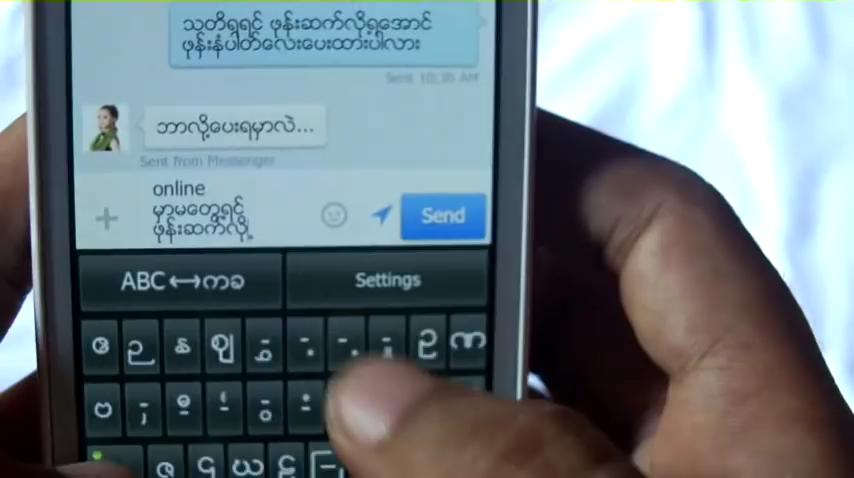 သတိရရင် ဖုန်းဆက်လို့ရအောင်
ဖုန်းနံပါတ်လေးပေးထားပါလား
Sent 10:36 AM
ဘာလို့ပေးရမှာလဲ...
Sent from Messenger
online
မှာမတွေ့ရင်
ဖုန်းဆက်လို့
Send
ABC↔ကခ
Settings